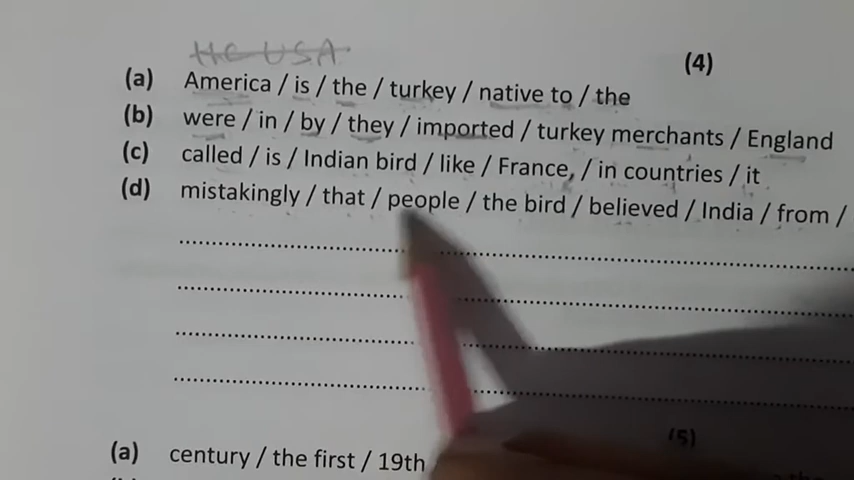 HC USA
(4)
(a) America / is / the / turkey / native to / the
(b) were / in / by / they / imported / turkey merchants / England
(c) called / is / Indian bird / like / France, / in countries / it
(d) mistakingly / that / people / the bird / believed / India / from /
(5)
(a) century / the first / 19th